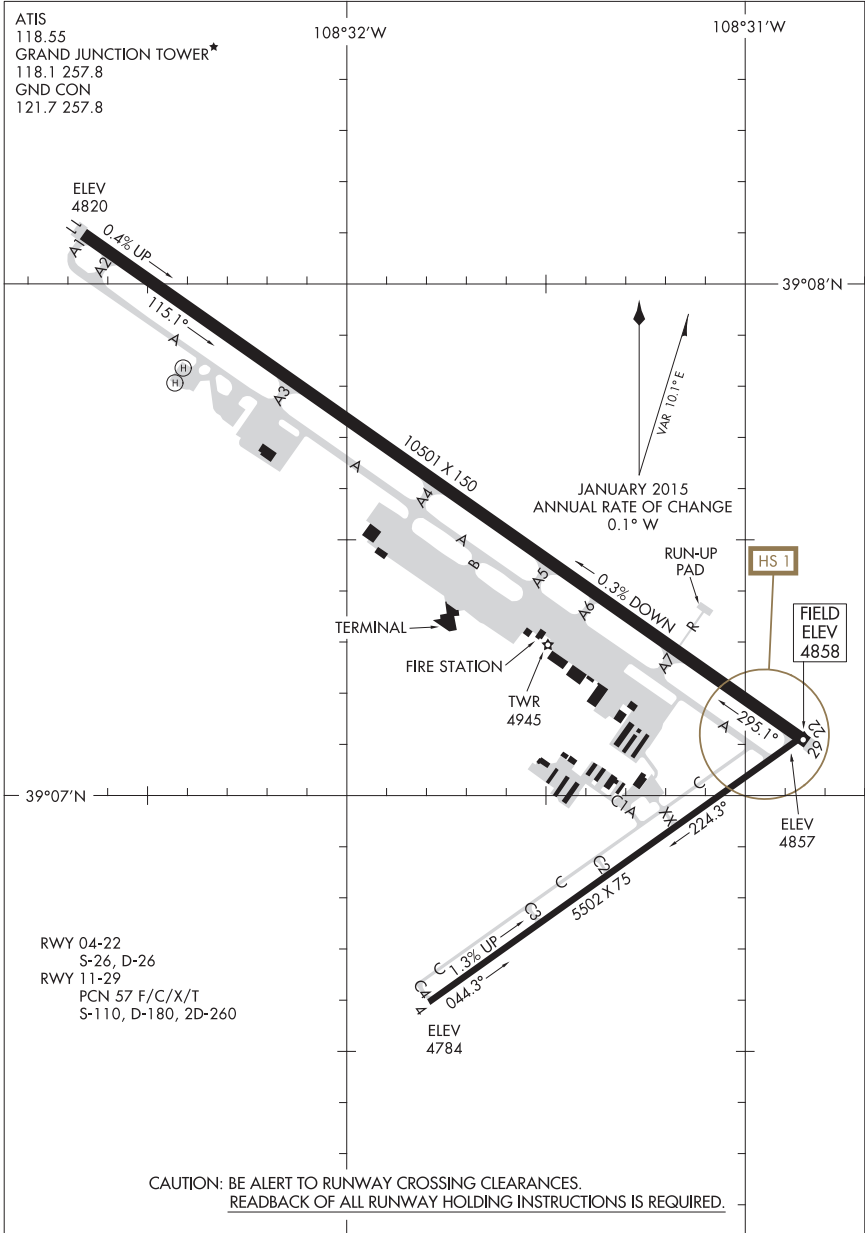 ATIS
118.55
GRAND JUNCTION TOWER★
118.1 257.8
GND CON
121.7 257.8
108°32'W
108°31'W
ELEV
4820
11
A1
A2
0.4% UP
115.1°
39°08'N
A
H
H
A3
VAR 10.1° E
10501 X 150
A
JANUARY 2015
ANNUAL RATE OF CHANGE
0.1° W
A4
A
B
RUN-UP
PAD
HS 1
A5
0.3% DOWN
A6
R
FIELD
ELEV
4858
TERMINAL
FIRE STATION
A7
TWR
4945
295.1°
A
22
29
39°07'N
C
C1A
XX
224.3°
ELEV
4857
C2
C
5502 X 75
C3
RWY 04-22
S-26, D-26
RWY 11-29
PCN 57 F/C/X/T
S-110, D-180, 2D-260
1.3% UP
C
044.3°
C4
4
ELEV
4784
CAUTION: BE ALERT TO RUNWAY CROSSING CLEARANCES.
READBACK OF ALL RUNWAY HOLDING INSTRUCTIONS IS REQUIRED.